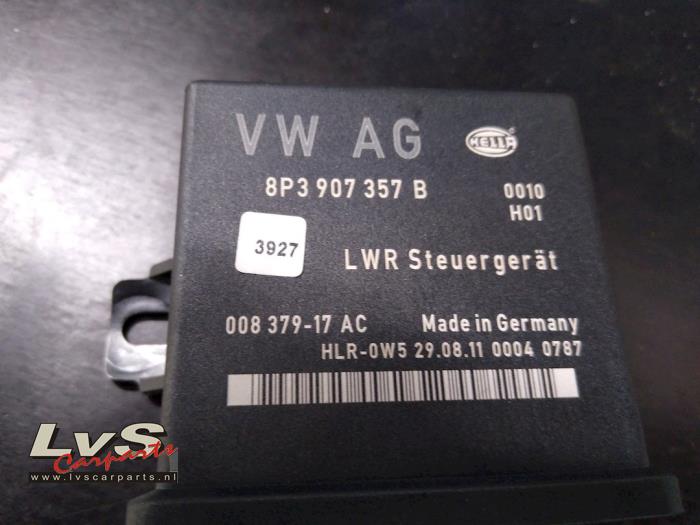 VW AG
HELLA
8P3 907 357 B
0010
H01
3927
LWR Steuergerät
008 379-17 AC Made in Germany
HLR-0W5 29.08.11 0004 0787
LvS
Carparts
www.lvscarparts.nl